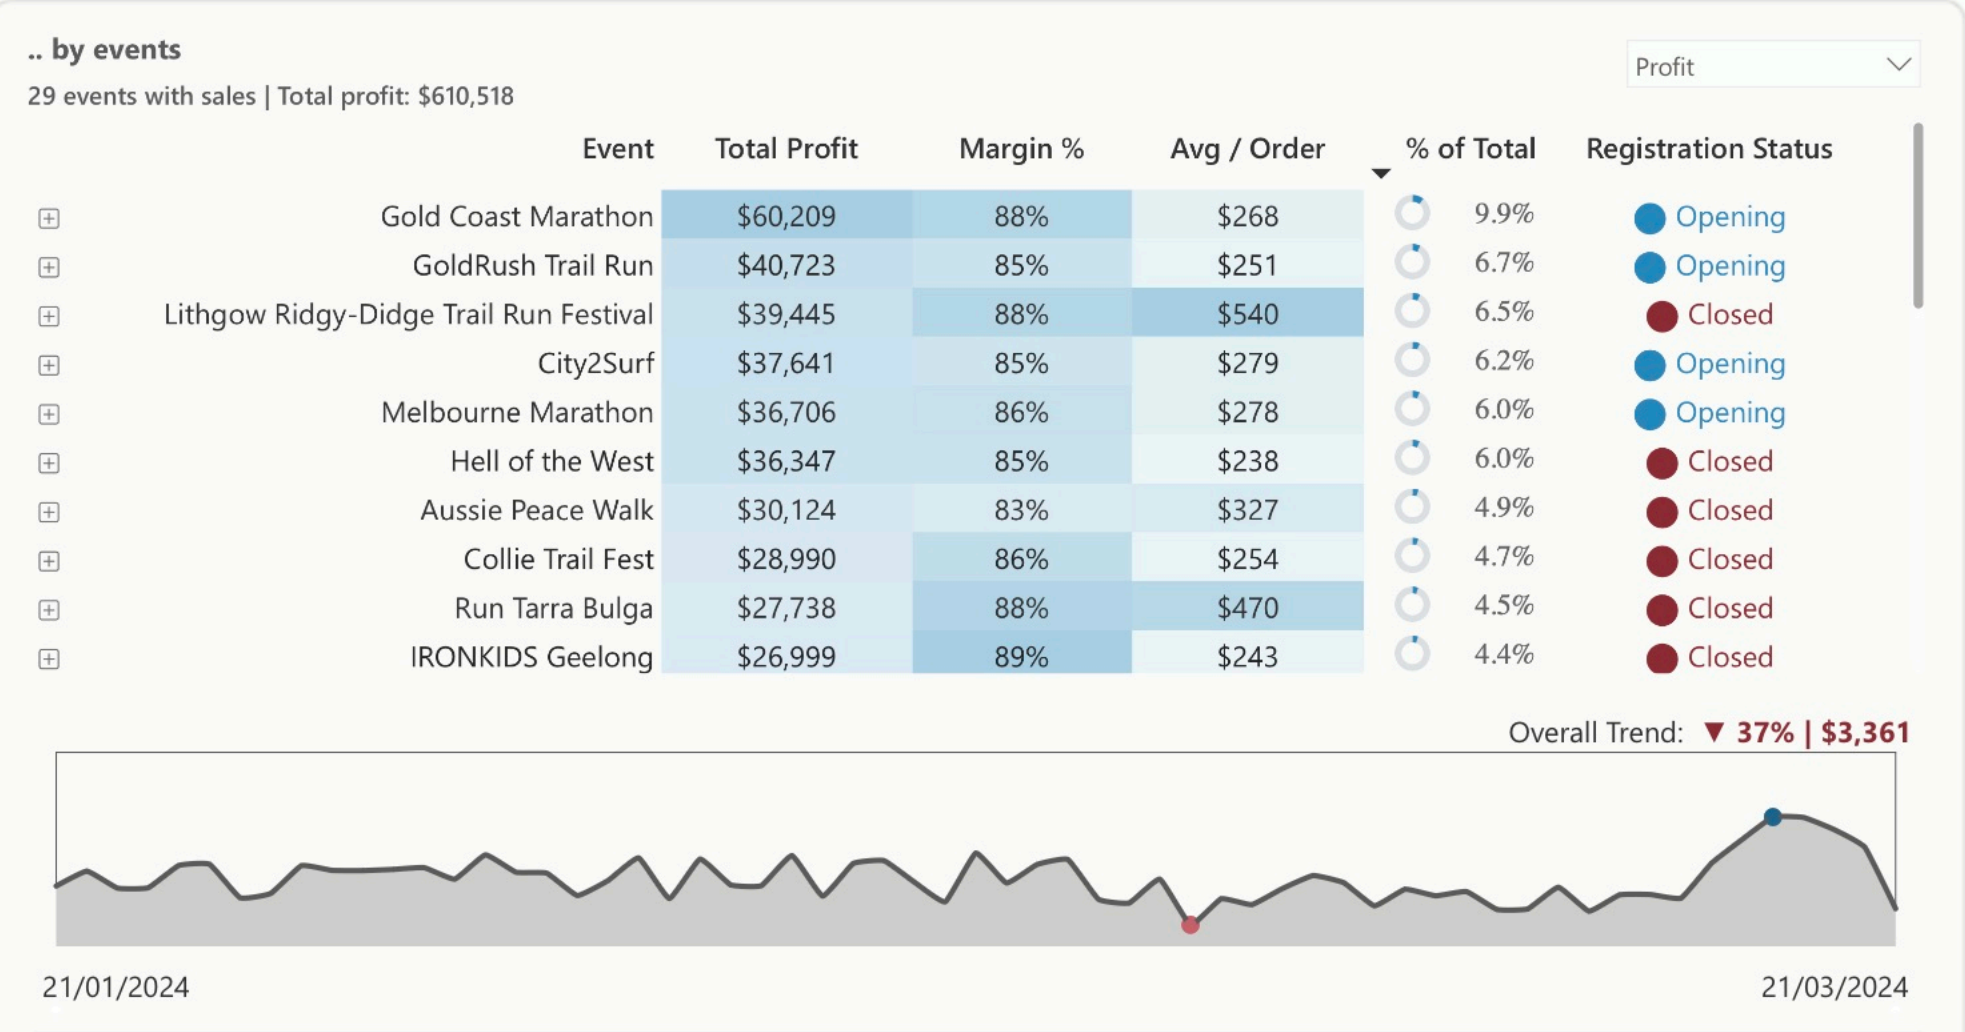 .. by events
Profit
29 events with sales | Total profit: $610,518
Event Total Profit Margin % Avg / Order % of Total Registration Status
Gold Coast Marathon $60,209 88% $268 9.9% Opening
GoldRush Trail Run $40,723 85% $251 6.7% Opening
Lithgow Ridgy-Didge Trail Run Festival $39,445 88% $540 6.5% Closed
City2Surf $37,641 85% $279 6.2% Opening
Melbourne Marathon $36,706 86% $278 6.0% Opening
Hell of the West $36,347 85% $238 6.0% Closed
Aussie Peace Walk $30,124 83% $327 4.9% Closed
Collie Trail Fest $28,990 86% $254 4.7% Closed
Run Tarra Bulga $27,738 88% $470 4.5% Closed
IRONKIDS Geelong $26,999 89% $243 4.4% Closed
Overall Trend: ▼ 37% | $3,361
21/01/2024 21/03/2024